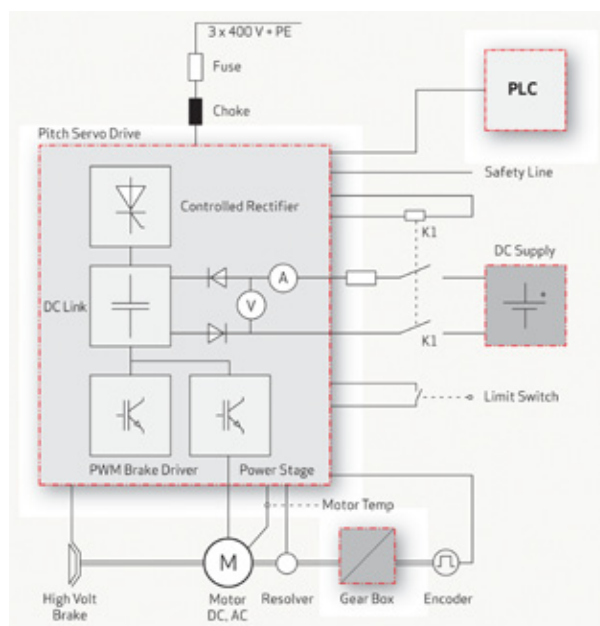 3 x 400 V + PE
Fuse
Choke
PLC
Pitch Servo Drive
Safety Line
Controlled Rectifier
K1
DC Supply
A
DC Link
V
K1
Limit Switch
PWM Brake Driver
Power Stage
Motor Temp
M
High Volt
Brake
Motor
DC, AC
Resolver
Gear Box
Encoder